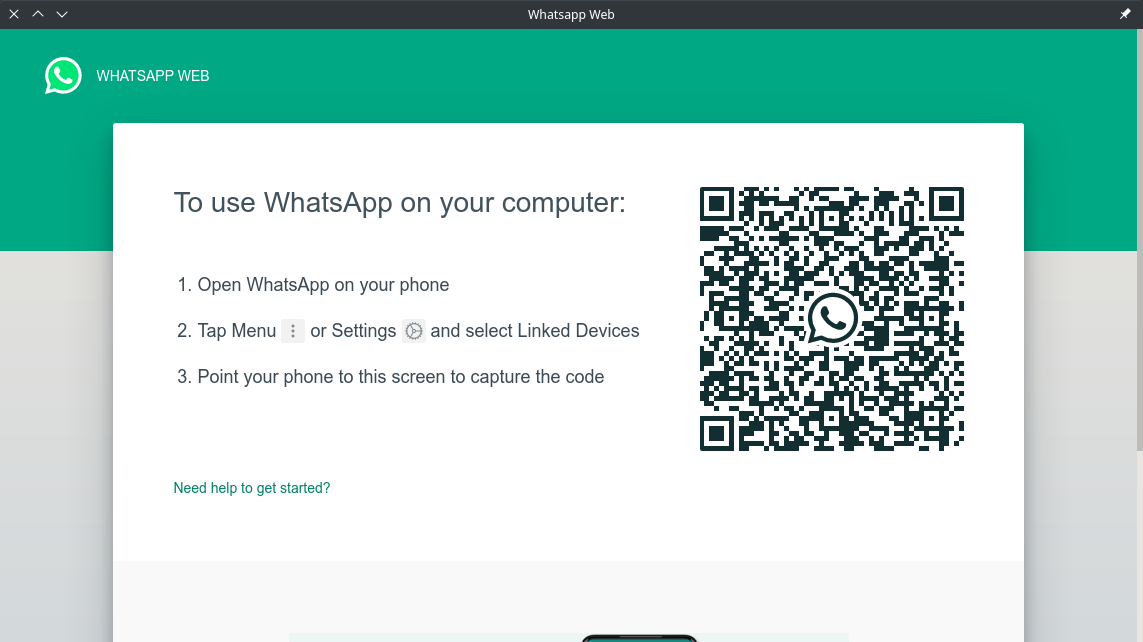 Whatsapp Web
WHATSAPP WEB
To use WhatsApp on your computer:
1. Open WhatsApp on your phone
2. Tap Menu or Settings and select Linked Devices
3. Point your phone to this screen to capture the code
Need help to get started?